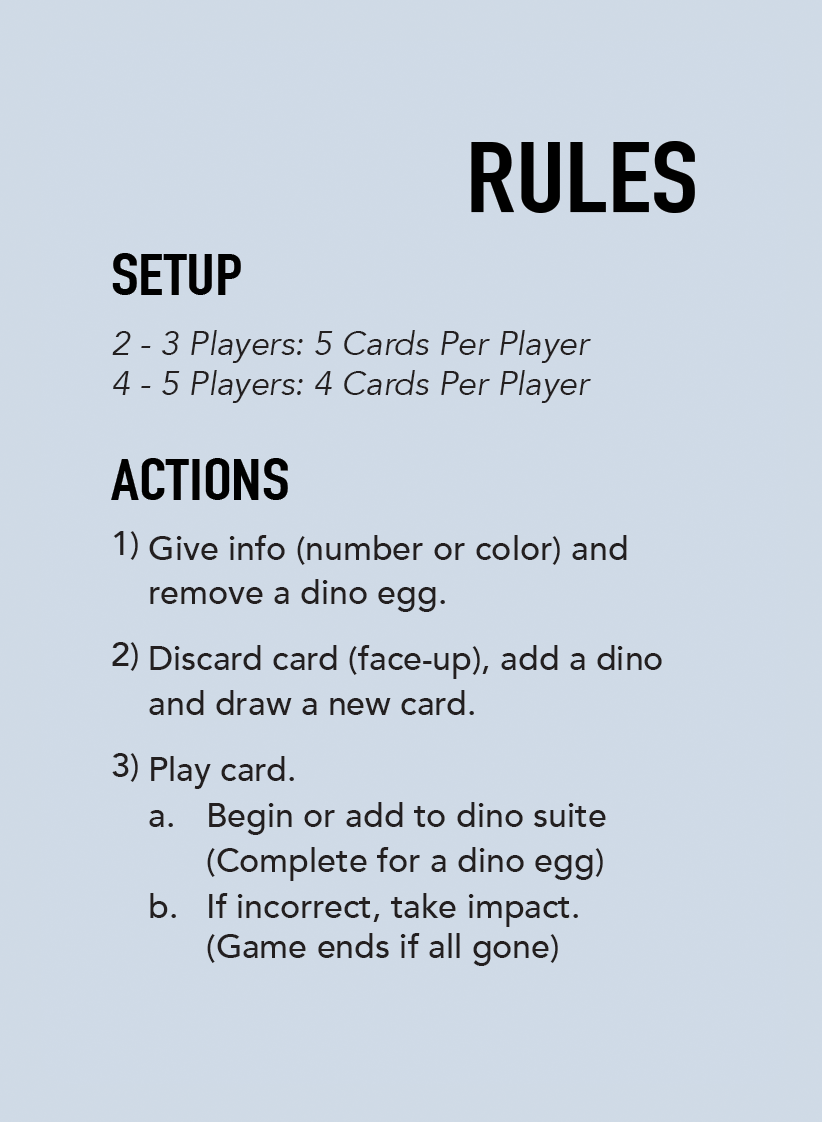 RULES
SETUP
2 - 3 Players: 5 Cards Per Player
4 - 5 Players: 4 Cards Per Player
ACTIONS
1) Give info (number or color) and
remove a dino egg.
2) Discard card (face-up), add a dino
and draw a new card.
3) Play card.
a. Begin or add to dino suite
(Complete for a dino egg)
b. If incorrect, take impact.
(Game ends if all gone)